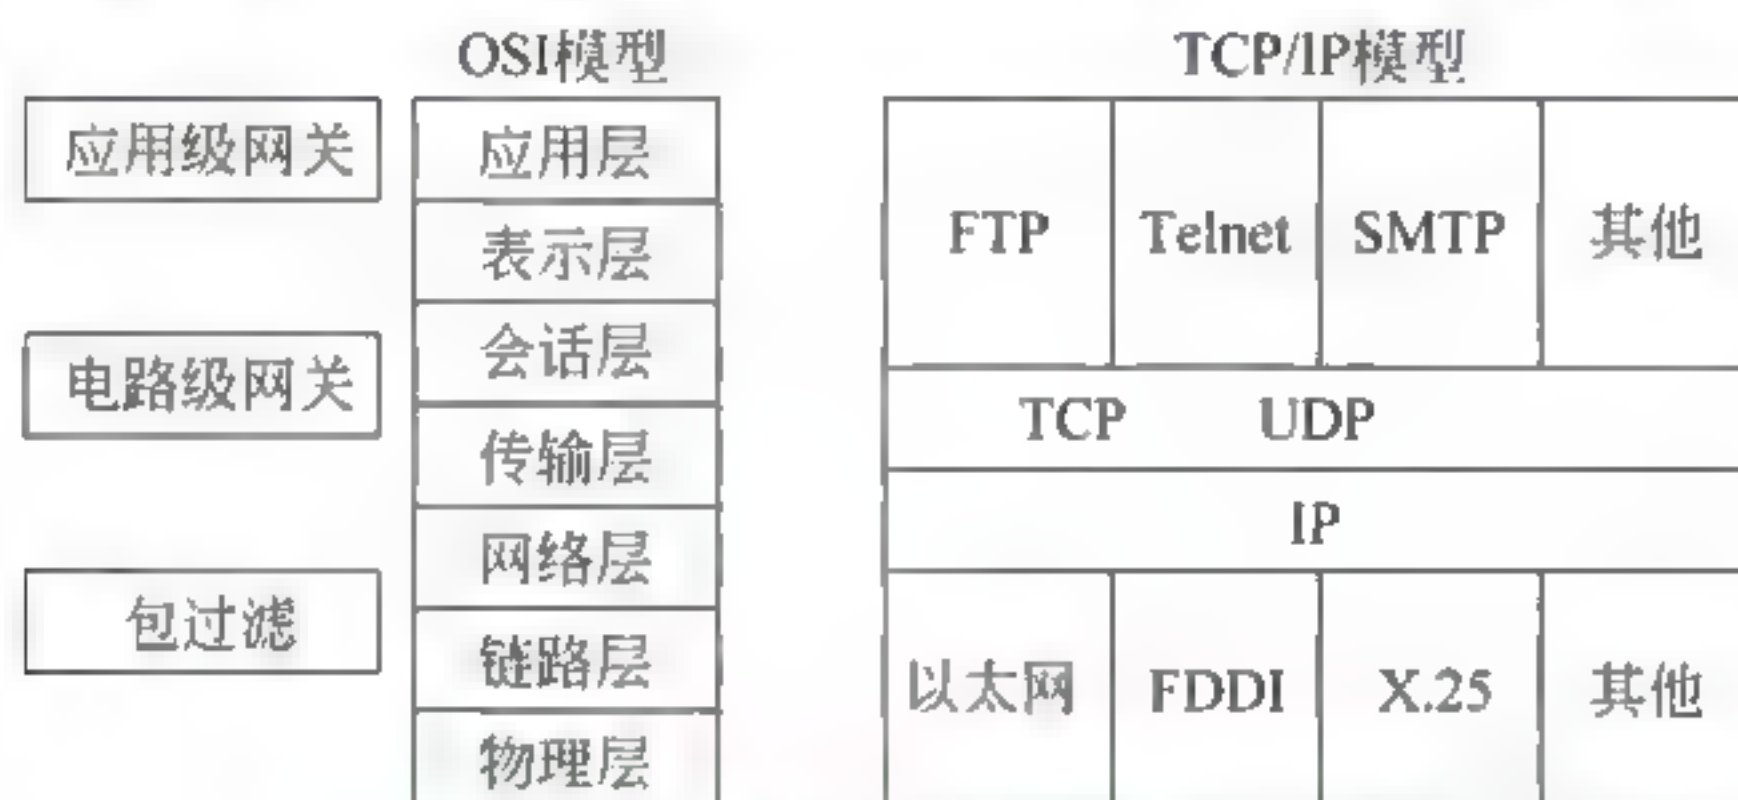 OSI模型
TCP/IP模型
应用级网关
电路级网关
包过滤
应用层
表示层
会话层
传输层
网络层
链路层
物理层
FTP Telnet SMTP 其他
TCP UDP
IP
以太网 FDDI X.25 其他